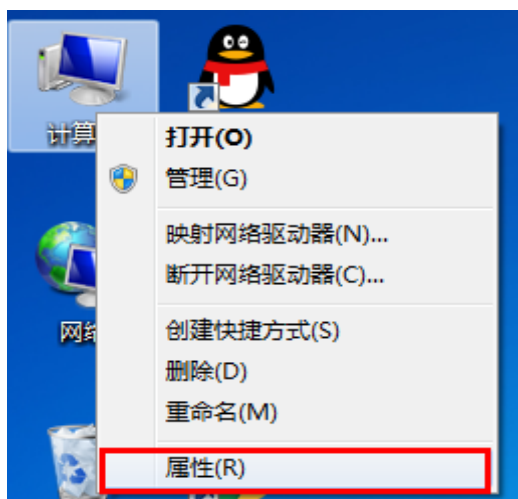 计算
打开(O)
管理(G)
映射网络驱动器(N)...
断开网络驱动器(C)...
网络
创建快捷方式(S)
删除(D)
重命名(M)
属性(R)